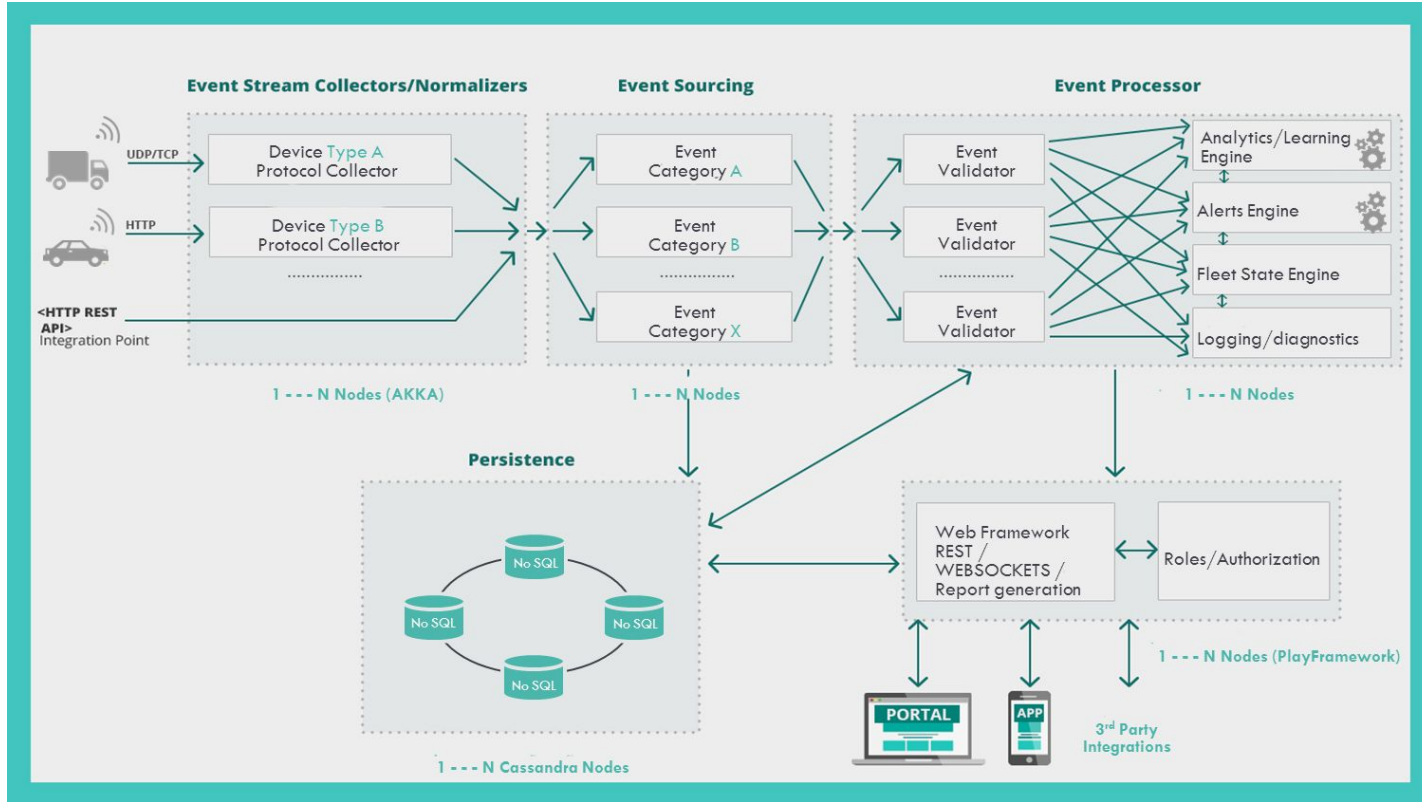 Event Stream Collectors/Normalizers
Event Sourcing
Event Processor
UDP/TCP
Device Type A
Protocol Collector
HTTP
Device Type B
Protocol Collector
................
<HTTP REST
API>
Integration Point
Event
Category A
Event
Category B
................
Event
Category X
Event
Validator
Event
Validator
................
Event
Validator
Analytics/Learning
Engine
Alerts Engine
Fleet State Engine
Logging/diagnostics
1 - - - N Nodes (AKKA)
1 - - - N Nodes
1 - - - N Nodes
Persistence
No SQL
No SQL
No SQL
No SQL
1 - - - N Cassandra Nodes
Web Framework
REST /
WEBSOCKETS /
Report generation
Roles/Authorization
1 - - - N Nodes (PlayFramework)
PORTAL
APP
3rd Party
Integrations